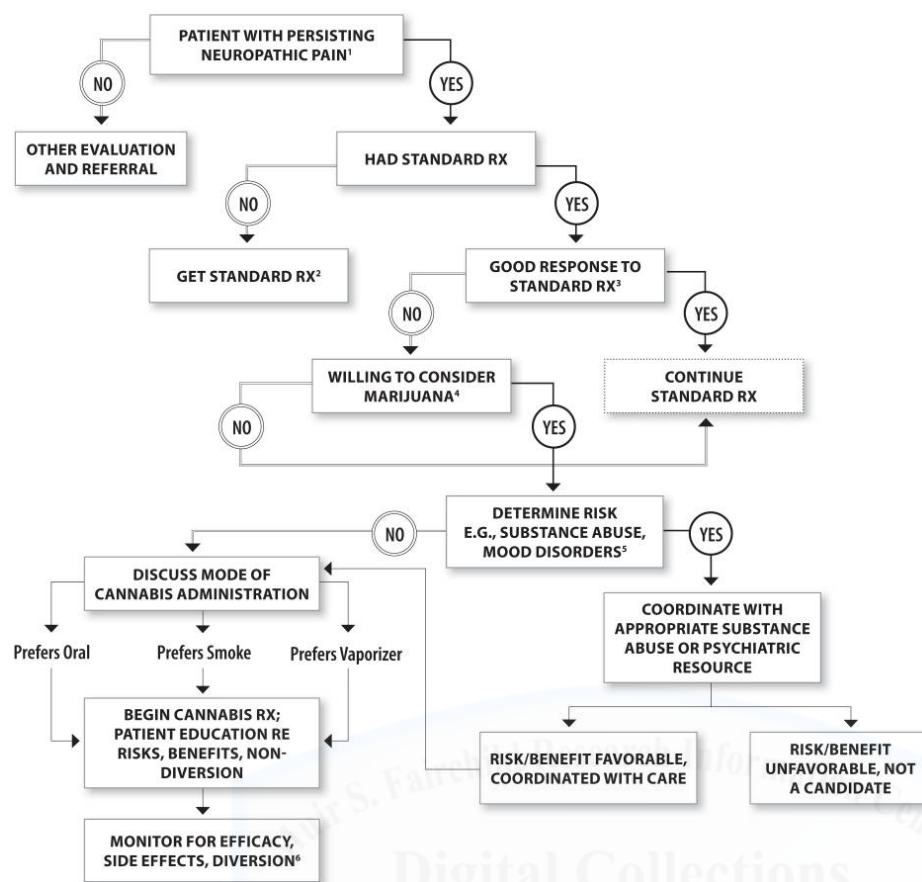 PATIENT WITH PERSISTING
NEUROPATHIC PAIN¹
NO
YES
OTHER EVALUATION
AND REFERRAL
HAD STANDARD RX
NO
YES
GET STANDARD RX²
GOOD RESPONSE TO
STANDARD RX³
NO
YES
WILLING TO CONSIDER
MARIJUANA⁴
CONTINUE
STANDARD RX
NO
YES
DETERMINE RISK
E.G., SUBSTANCE ABUSE,
MOOD DISORDERS⁵
NO
YES
DISCUSS MODE OF
CANNABIS ADMINISTRATION
COORDINATE WITH
APPROPRIATE SUBSTANCE
ABUSE OR PSYCHIATRIC
RESOURCE
Prefers Oral
Prefers Smoke
Prefers Vaporizer
BEGIN CANNABIS RX;
PATIENT EDUCATION RE
RISKS, BENEFITS, NON-
DIVERSION
RISK/BENEFIT FAVORABLE,
COORDINATED WITH CARE
RISK/BENEFIT
UNFAVORABLE, NOT
A CANDIDATE
MONITOR FOR EFFICACY,
SIDE EFFECTS, DIVERSION⁶
S. Fairchild Research
Digital Collections